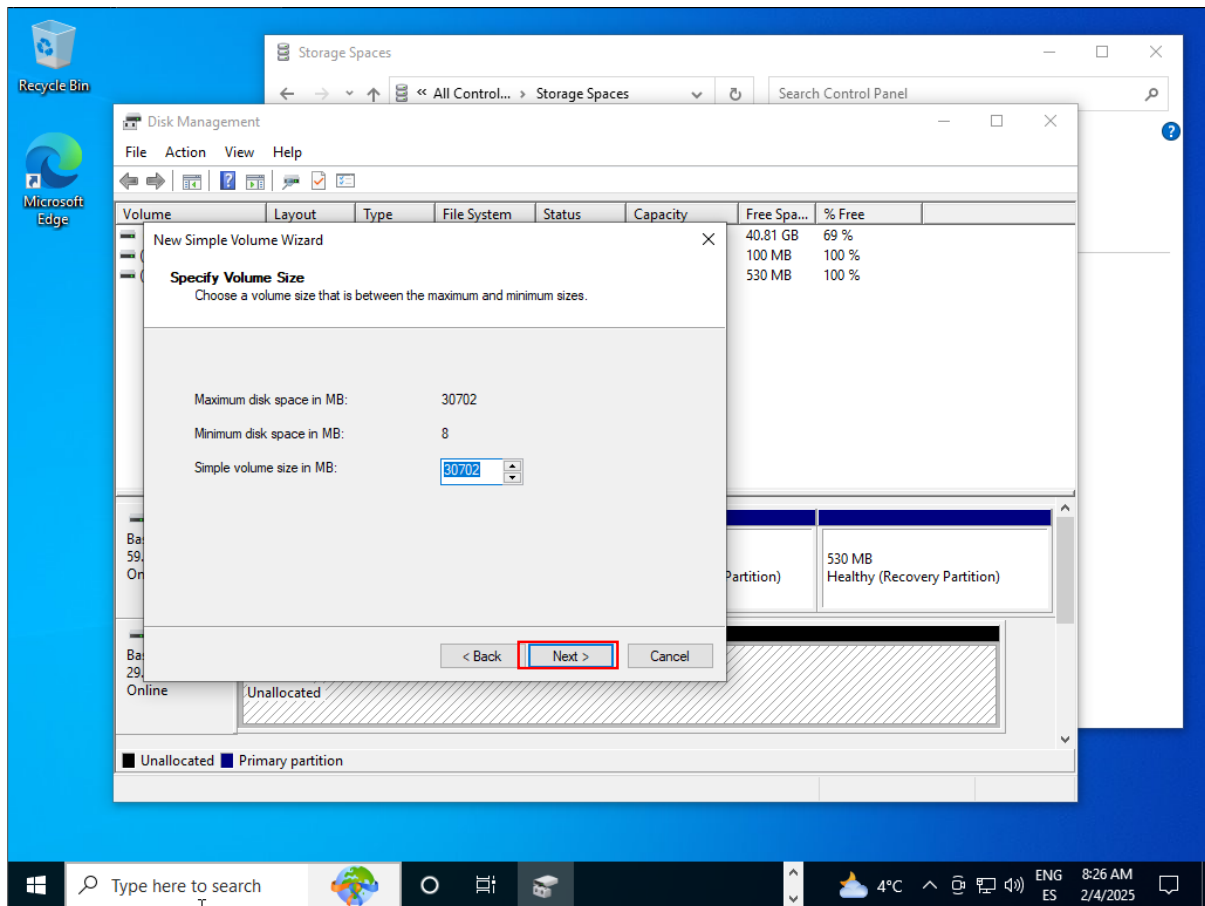 Recycle Bin
Microsoft
Edge
Storage Spaces
« All Control... › Storage Spaces
Search Control Panel
Disk Management
File Action View Help
Volume Layout Type File System Status Capacity Free Spa... % Free
40.81 GB 69 %
100 MB 100 %
530 MB 100 %
New Simple Volume Wizard
Specify Volume Size
Choose a volume size that is between the maximum and minimum sizes.
Maximum disk space in MB: 30702
Minimum disk space in MB: 8
Simple volume size in MB: 30702
< Back Next > Cancel
Ba
59.
On
Partition)
530 MB
Healthy (Recovery Partition)
Ba
29.
Online
Unallocated
Unallocated Primary partition
Type here to search
4°C
ENG
ES
8:26 AM
2/4/2025